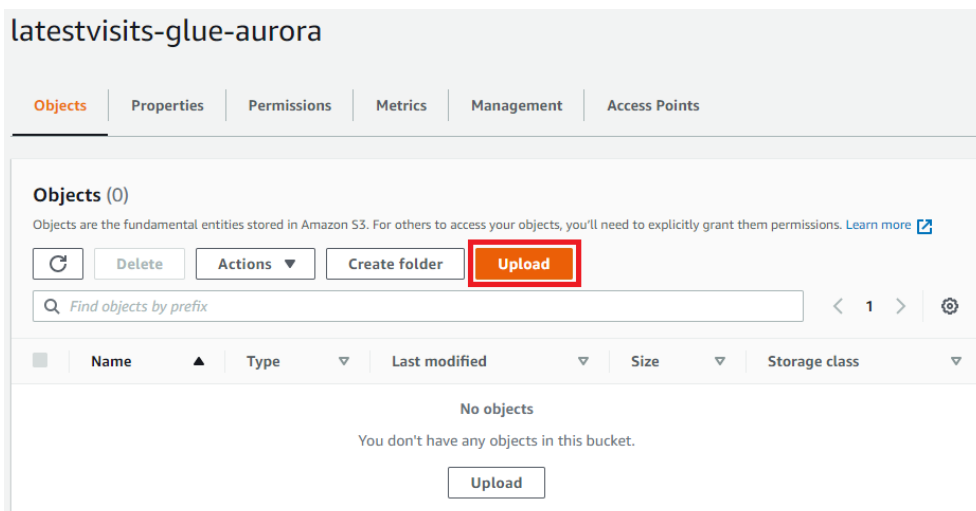 latestvisits-glue-aurora
Objects Properties Permissions Metrics Management Access Points
Objects (0)
Objects are the fundamental entities stored in Amazon S3. For others to access your objects, you'll need to explicitly grant them permissions. Learn more
Delete Actions Create folder Upload
Find objects by prefix 1
Name Type Last modified Size Storage class
No objects
You don't have any objects in this bucket.
Upload